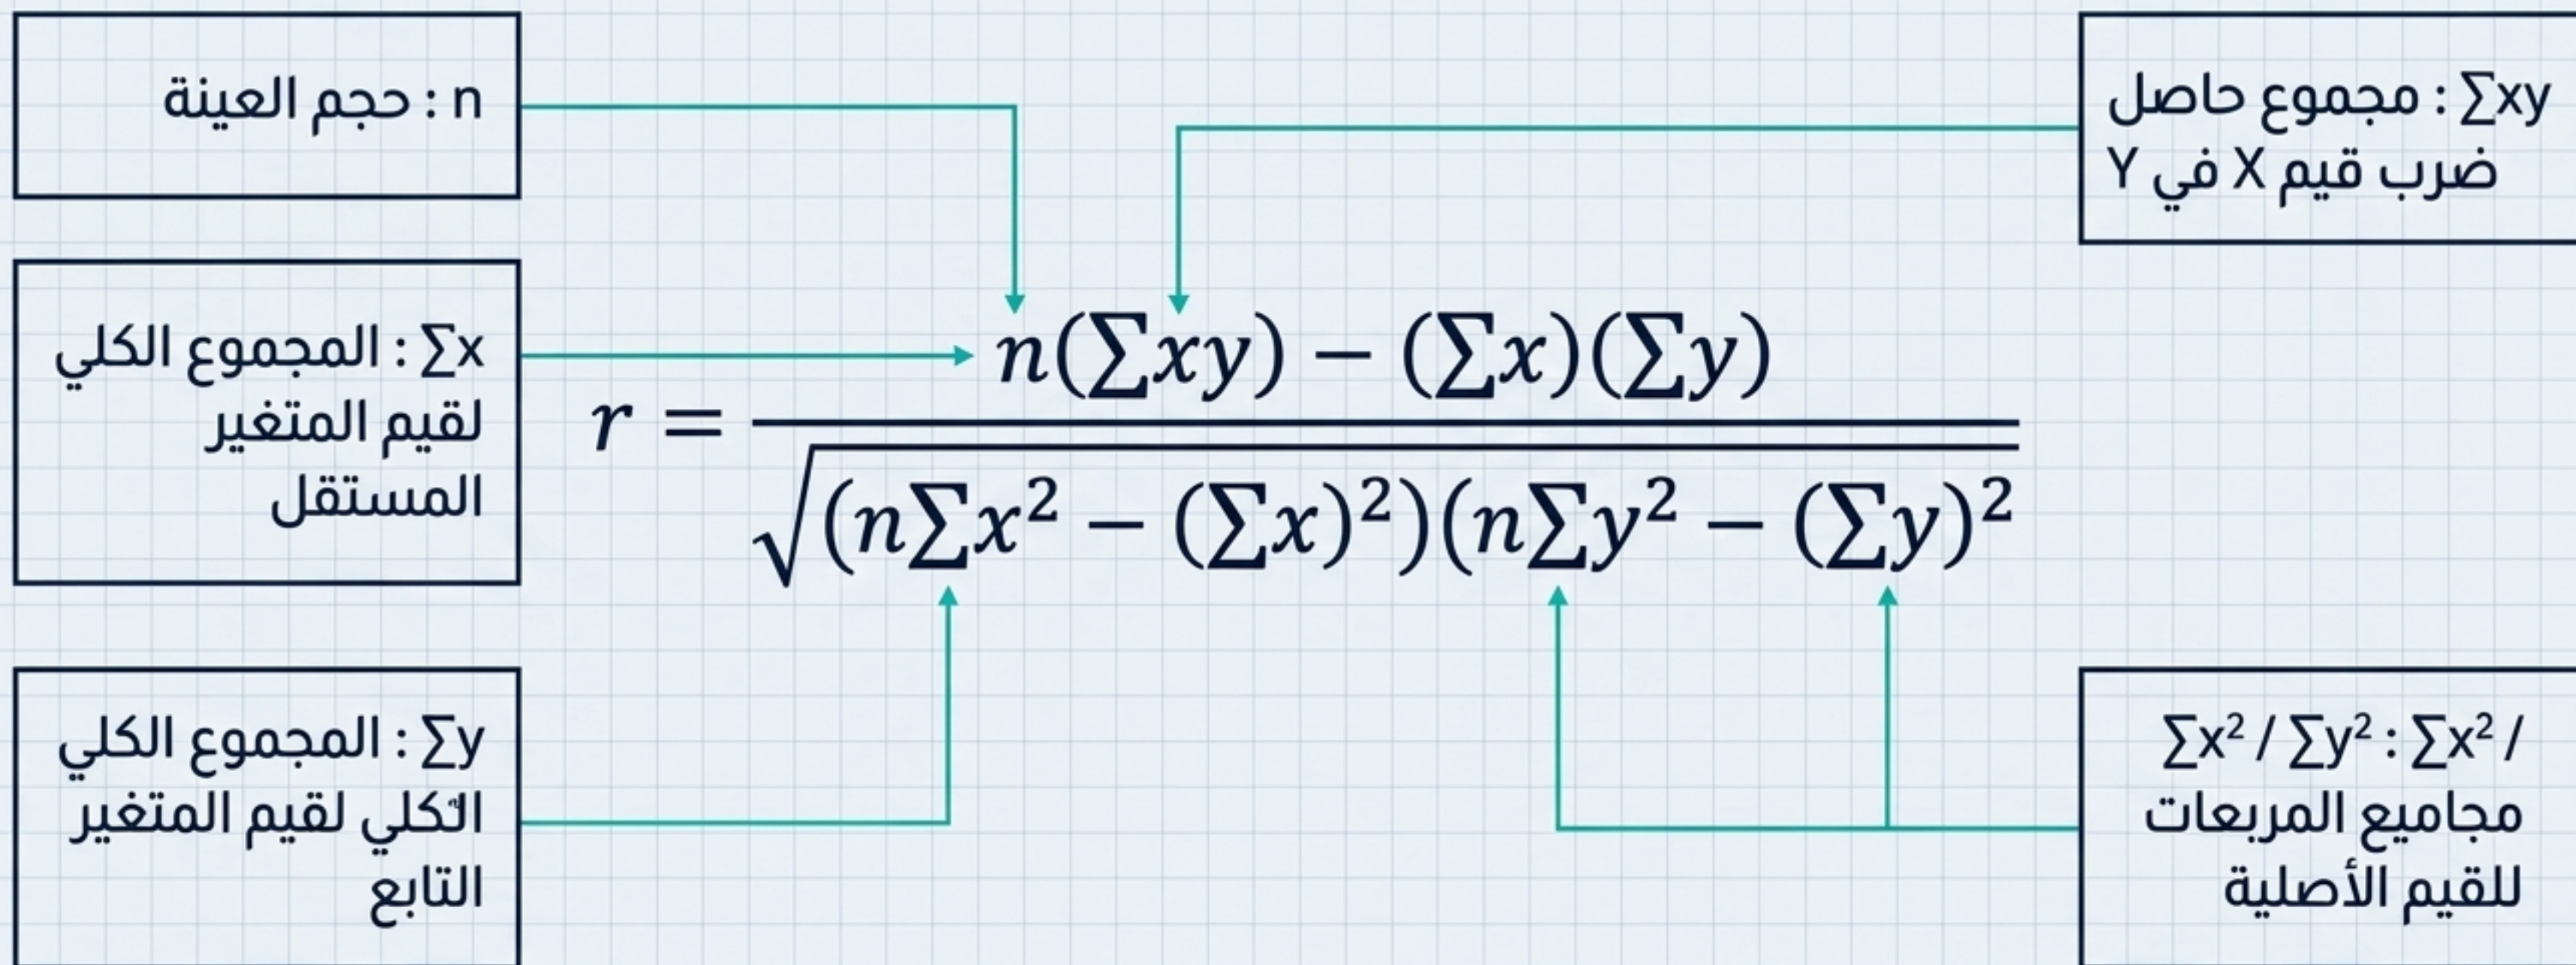 n : حجم العينة
∑xy : مجموع حاصل
ضرب قيم X في Y
∑x : المجموع الكلي
لقيم المتغير
المستقل
r = n(∑xy) − (∑x)(∑y) / √(n∑x² − (∑x)²)(n∑y² − (∑y)²
∑y : المجموع الكلي
الكلي لقيم المتغير
التابع
∑x² / ∑y² : ∑x² /
مجاميع المربعات
للقيم الأصلية